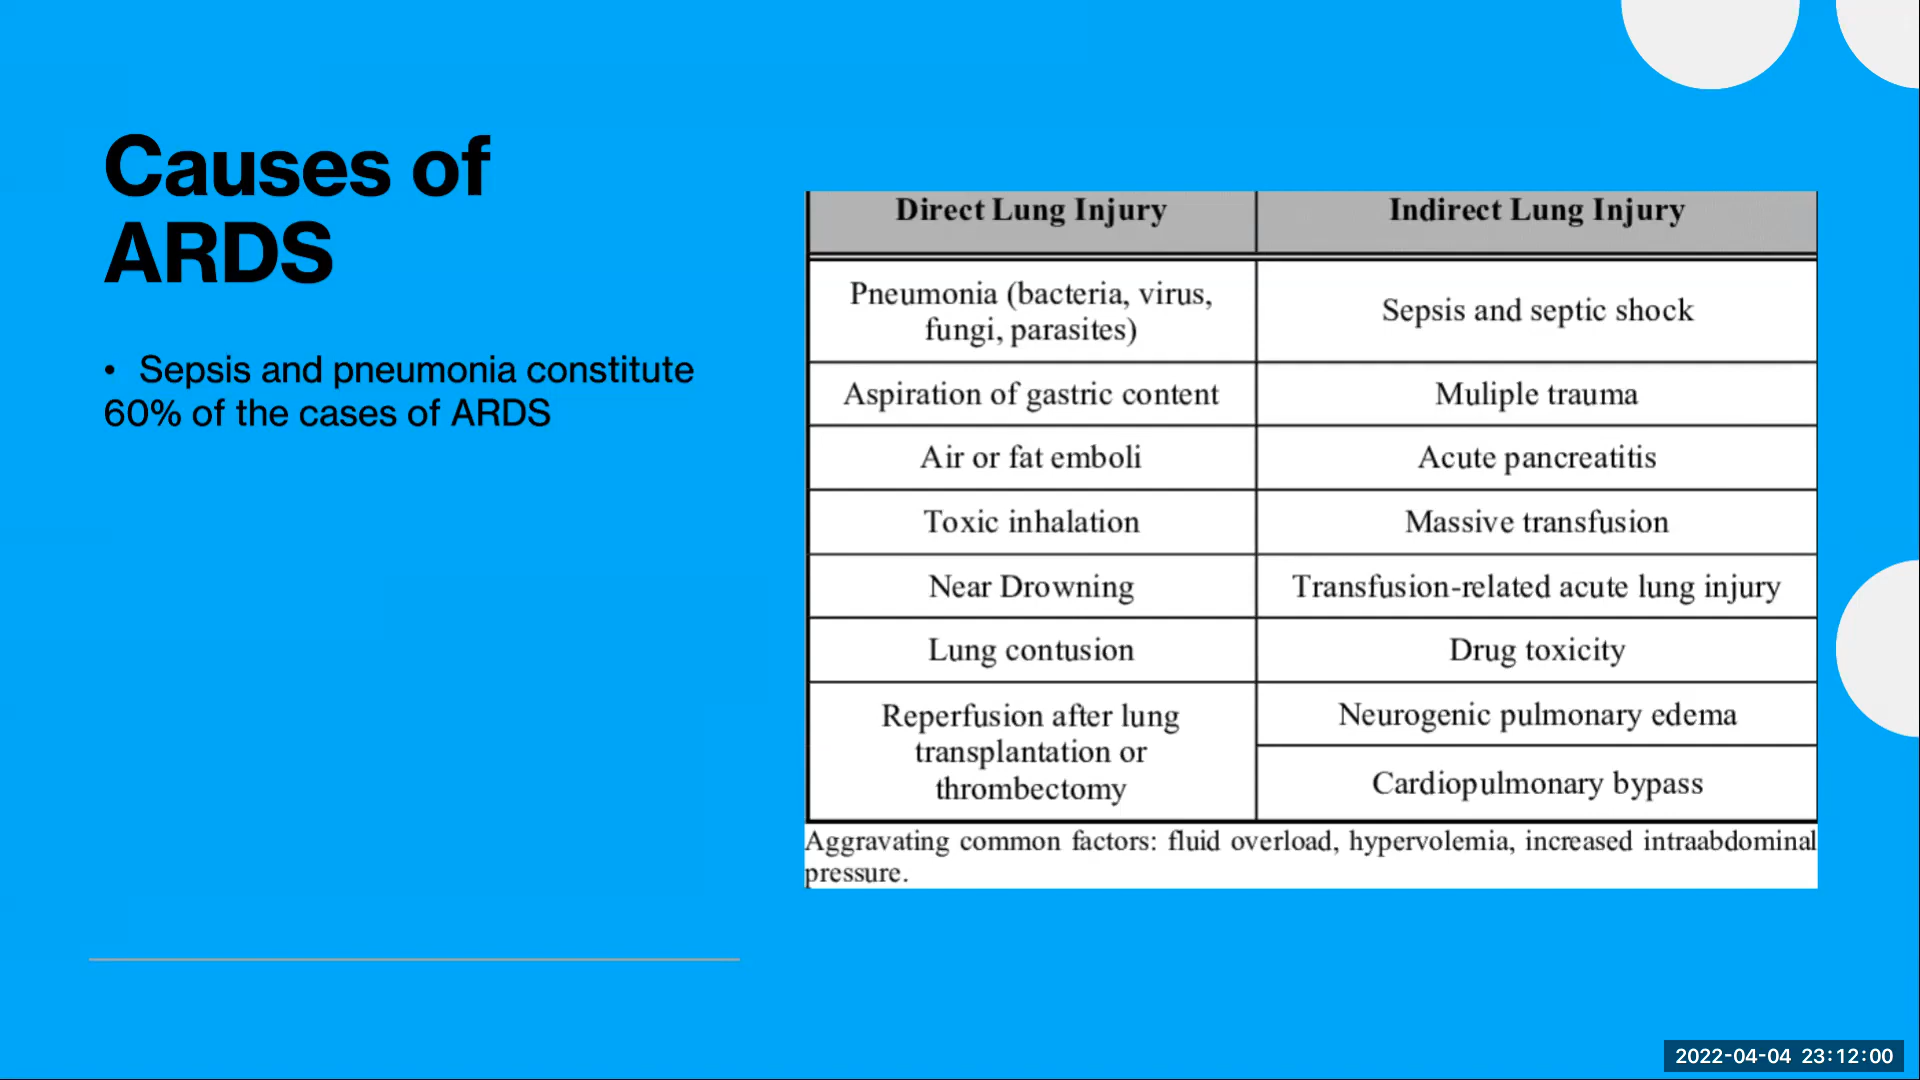 Causes of
ARDS
• Sepsis and pneumonia constitute
60% of the cases of ARDS
Direct Lung Injury
Indirect Lung Injury
Pneumonia (bacteria, virus,
fungi, parasites)
Sepsis and septic shock
Aspiration of gastric content
Muliple trauma
Air or fat emboli
Acute pancreatitis
Toxic inhalation
Massive transfusion
Near Drowning
Transfusion-related acute lung injury
Lung contusion
Drug toxicity
Reperfusion after lung
transplantation or
thrombectomy
Neurogenic pulmonary edema
Cardiopulmonary bypass
Aggravating common factors: fluid overload, hypervolemia, increased intraabdominal
pressure.
2022-04-04 23:12:00